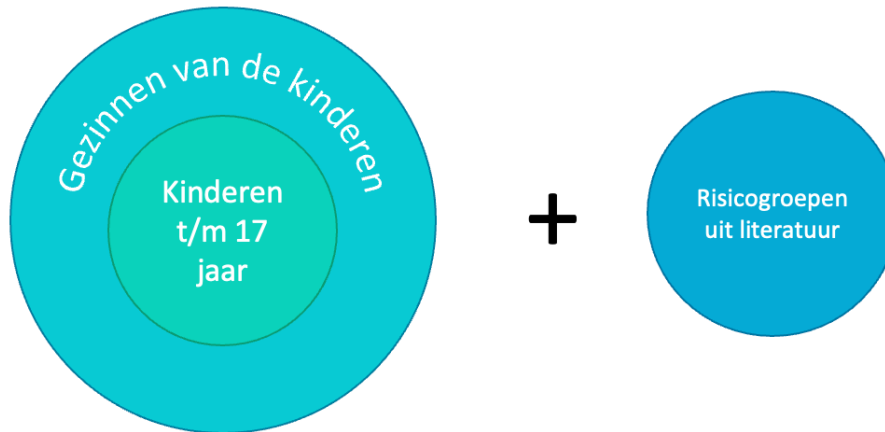 Gezinnen van de kinderen
Kinderen
t/m 17
jaar
+
Risicogroepen
uit literatuur